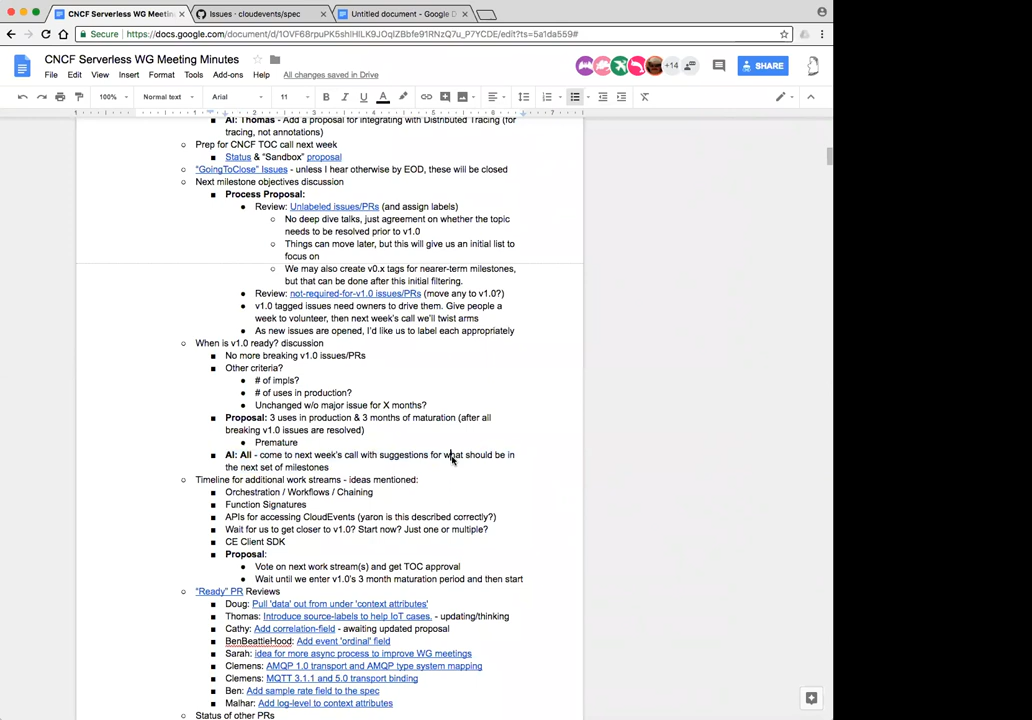 CNCF Serverless WG Meetin
Issues · cloudevents/spec
Untitled document - Google D
Secure
https://docs.google.com/document/d/1OVF68rpuPK5shIHILK9JOqIZBbfe91RNzQ7u_P7YCDE/edit?ts=5a1da559#
CNCF Serverless WG Meeting Minutes
File Edit View Insert Format Tools Add-ons Help All changes saved in Drive
+14
SHARE
100% Normal text Arial 11 B I U A
AI: Thomas - Add a proposal for integrating with Distributed Tracing (for
tracing, not annotations)
Prep for CNCF TOC call next week
Status & "Sandbox" proposal
"GoingToClose" Issues - unless I hear otherwise by EOD, these will be closed
Next milestone objectives discussion
Process Proposal:
Review: Unlabeled issues/PRs (and assign labels)
No deep dive talks, just agreement on whether the topic
needs to be resolved prior to v1.0
Things can move later, but this will give us an initial list to
focus on
We may also create v0.x tags for nearer-term milestones,
but that can be done after this initial filtering.
Review: not-required-for-v1.0 issues/PRs (move any to v1.0?)
v1.0 tagged issues need owners to drive them. Give people a
week to volunteer, then next week's call we'll twist arms
As new issues are opened, I'd like us to label each appropriately
When is v1.0 ready? discussion
No more breaking v1.0 issues/PRs
Other criteria?
# of impls?
# of uses in production?
Unchanged w/o major issue for X months?
Proposal: 3 uses in production & 3 months of maturation (after all
breaking v1.0 issues are resolved)
Premature
AI: All - come to next week's call with suggestions for what should be in
the next set of milestones
Timeline for additional work streams - ideas mentioned:
Orchestration / Workflows / Chaining
Function Signatures
APIs for accessing CloudEvents (yaron is this described correctly?)
Wait for us to get closer to v1.0? Start now? Just one or multiple?
CE Client SDK
Proposal:
Vote on next work stream(s) and get TOC approval
Wait until we enter v1.0's 3 month maturation period and then start
"Ready" PR Reviews
Doug: Pull 'data' out from under 'context attributes'
Thomas: Introduce source-labels to help IoT cases. - updating/thinking
Cathy: Add correlation-field - awaiting updated proposal
BenBeattieHood: Add event 'ordinal' field
Sarah: idea for more async process to improve WG meetings
Clemens: AMQP 1.0 transport and AMQP type system mapping
Clemens: MQTT 3.1.1 and 5.0 transport binding
Ben: Add sample rate field to the spec
Malhar: Add log-level to context attributes
Status of other PRs